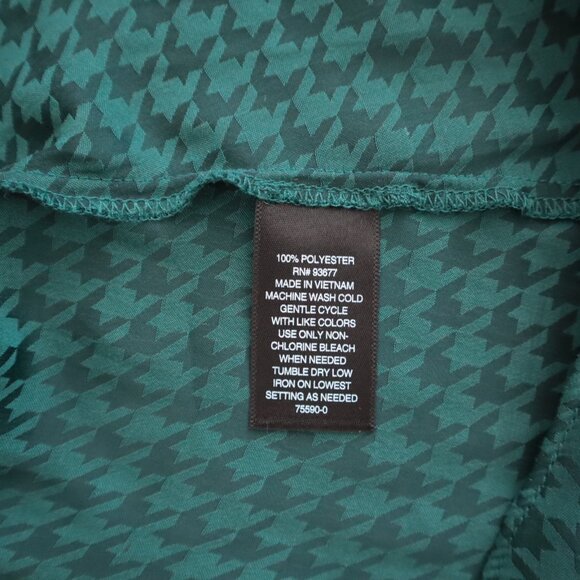 100% POLYESTER
RN# 93677
MADE IN VIETNAM
MACHINE WASH COLD
GENTLE CYCLE
WITH LIKE COLORS
USE ONLY NON-
CHLORINE BLEACH
WHEN NEEDED
TUMBLE DRY LOW
IRON ON LOWEST
SETTING AS NEEDED
75590-0